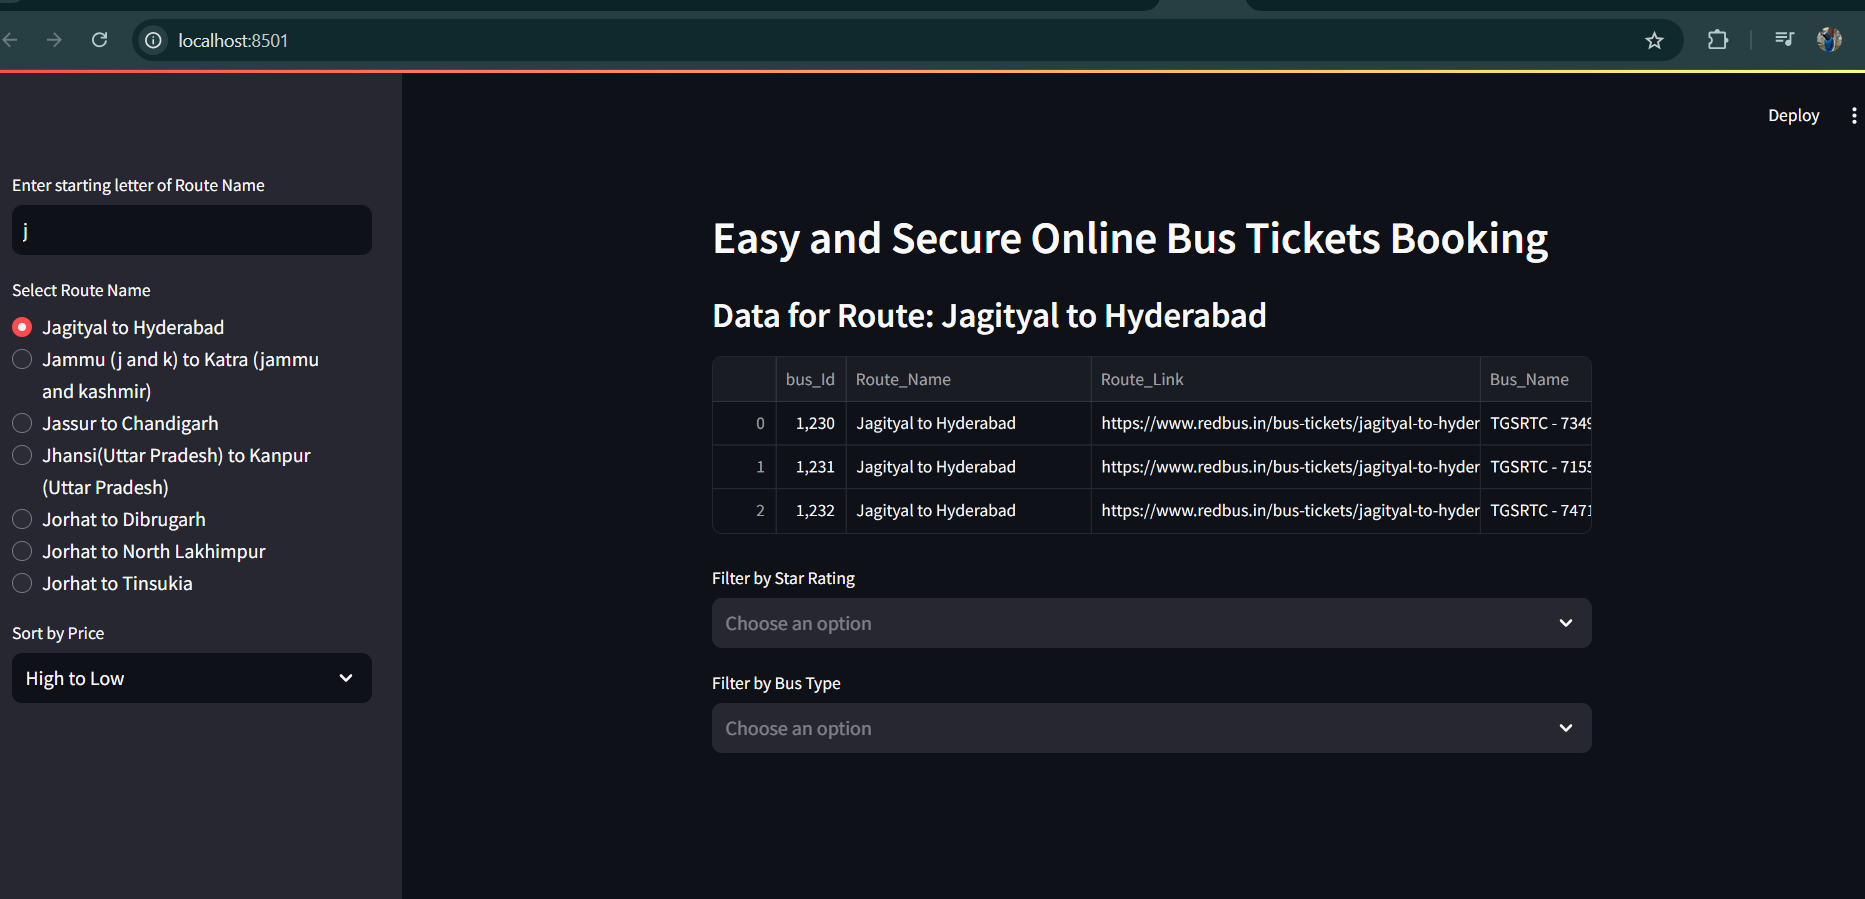 localhost:8501
Deploy
Enter starting letter of Route Name
j
Select Route Name
Jagityal to Hyderabad
Jammu (j and k) to Katra (jammu
and kashmir)
Jassur to Chandigarh
Jhansi(Uttar Pradesh) to Kanpur
(Uttar Pradesh)
Jorhat to Dibrugarh
Jorhat to North Lakhimpur
Jorhat to Tinsukia
Sort by Price
High to Low
Easy and Secure Online Bus Tickets Booking
Data for Route: Jagityal to Hyderabad
bus_Id Route_Name Route_Link Bus_Name
0 1,230 Jagityal to Hyderabad https://www.redbus.in/bus-tickets/jagityal-to-hyder TGSRTC - 7349
1 1,231 Jagityal to Hyderabad https://www.redbus.in/bus-tickets/jagityal-to-hyder TGSRTC - 7155
2 1,232 Jagityal to Hyderabad https://www.redbus.in/bus-tickets/jagityal-to-hyder TGSRTC - 7471
Filter by Star Rating
Choose an option
Filter by Bus Type
Choose an option